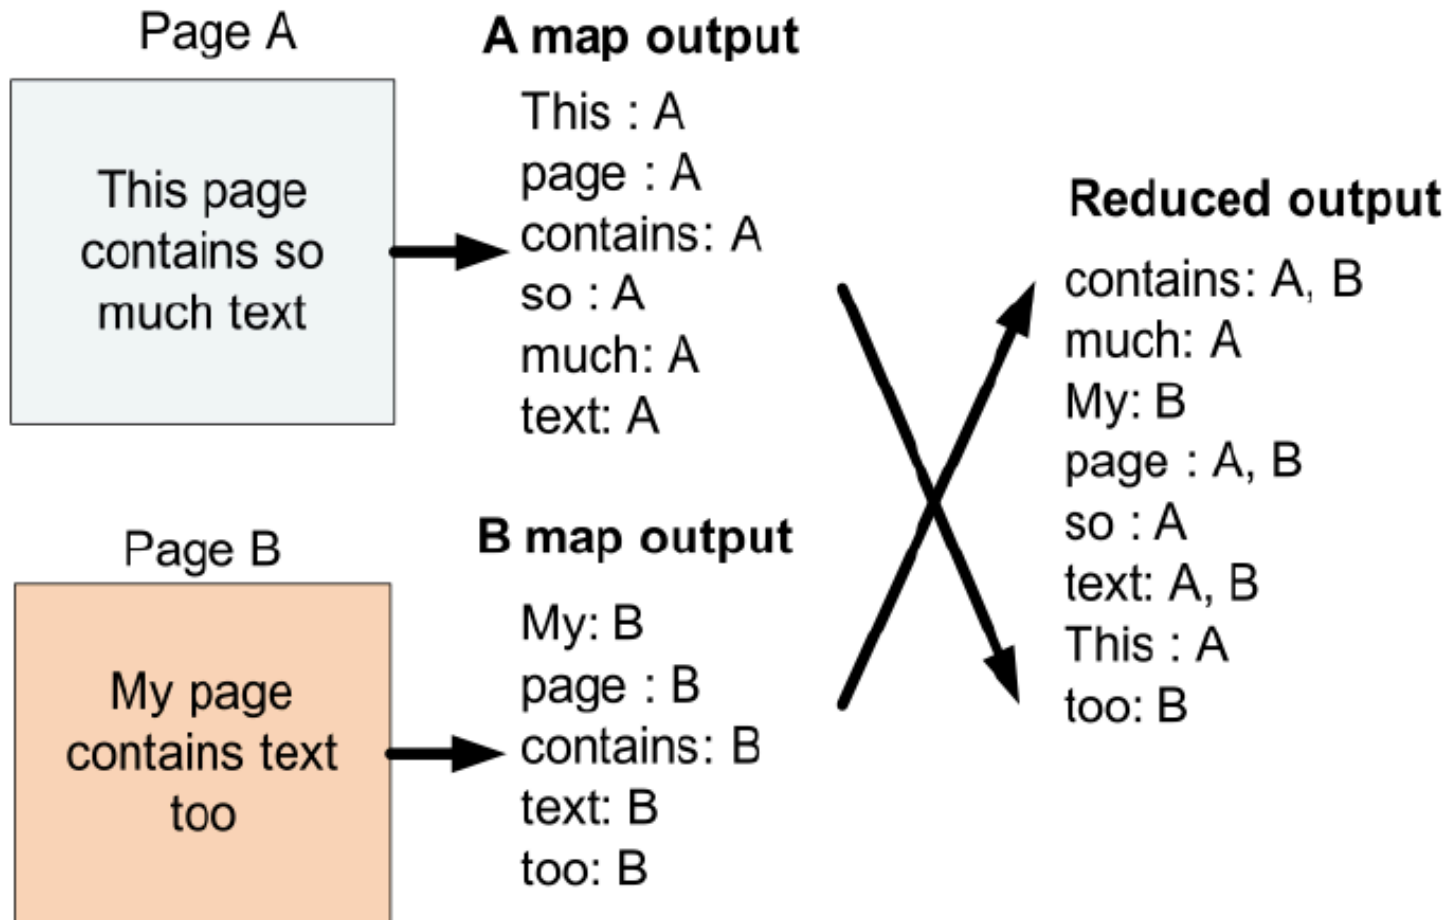 Page A
This page
contains so
much text
A map output
This : A
page : A
contains: A
so : A
much: A
text: A
Page B
My page
contains text
too
B map output
My: B
page : B
contains: B
text: B
too: B
Reduced output
contains: A, B
much: A
My: B
page : A, B
so : A
text: A, B
This : A
too: B